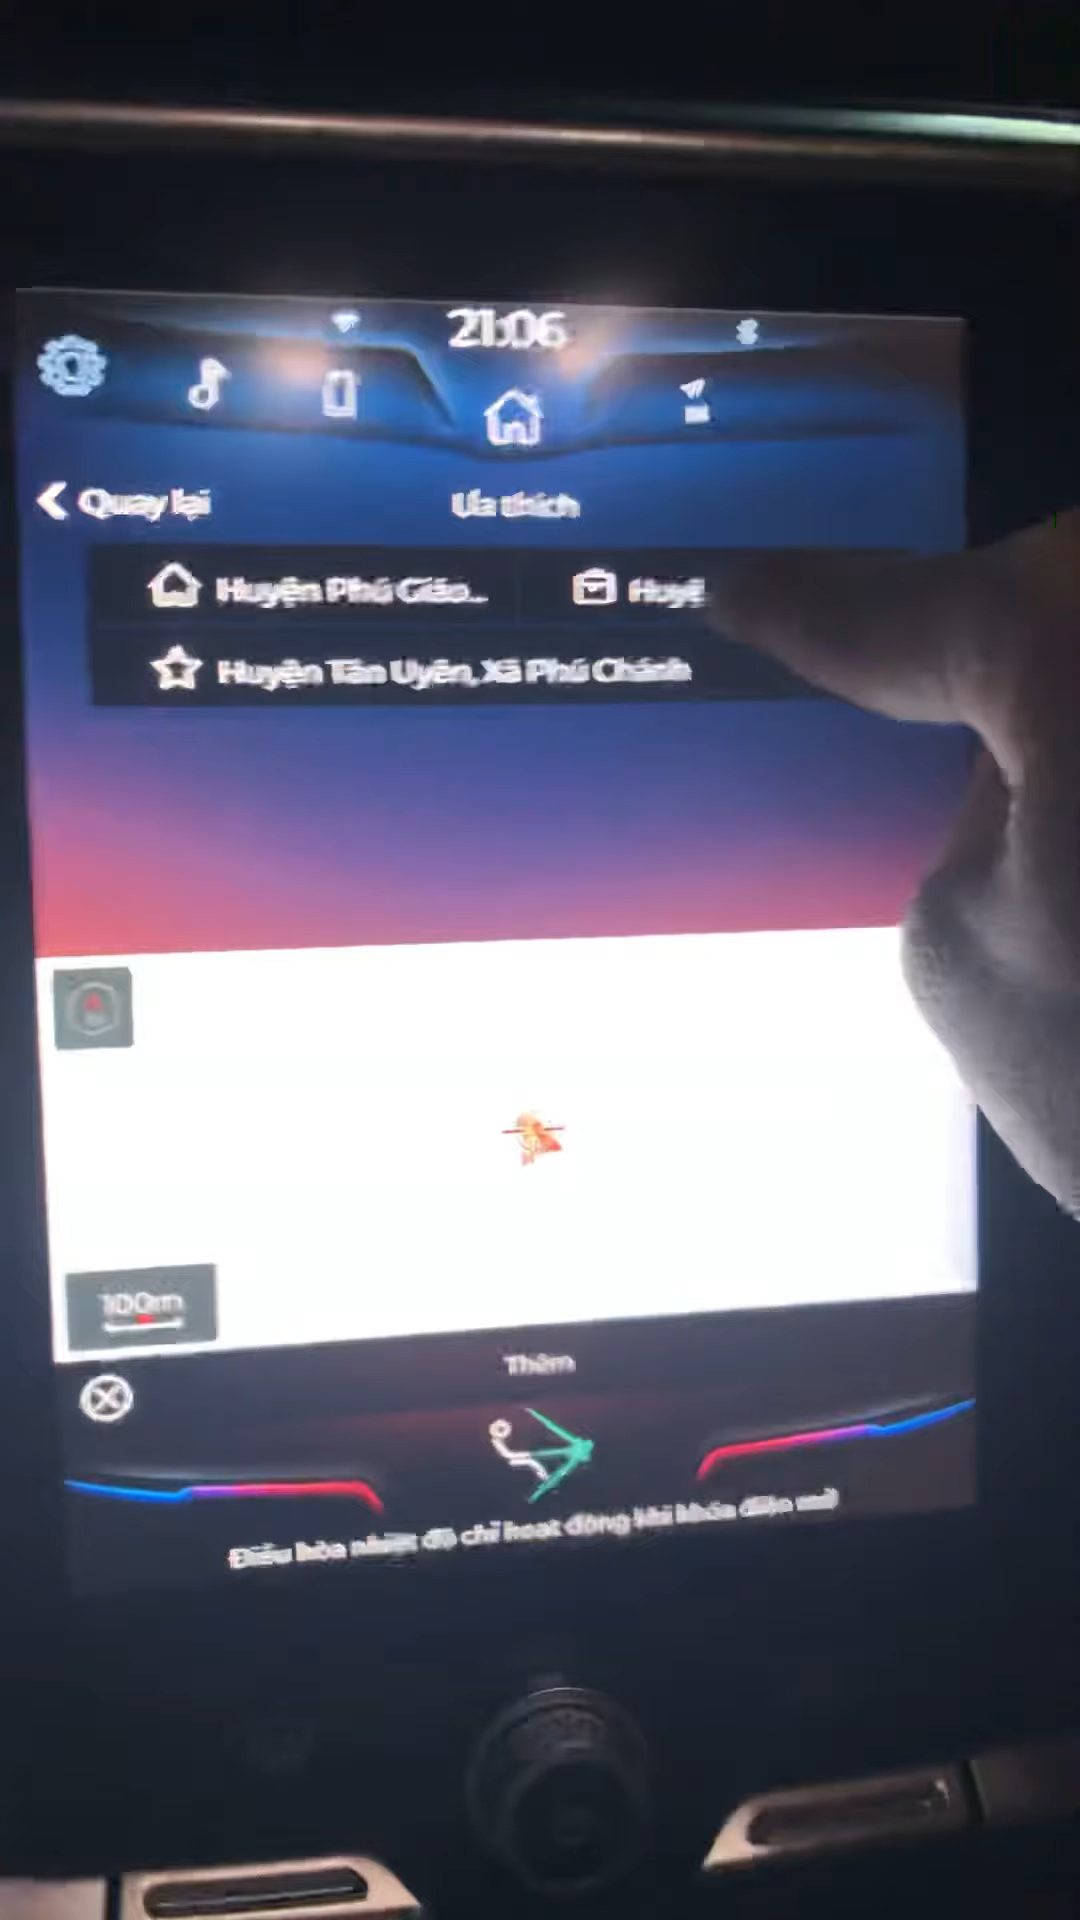 21:06
Quay lại
Ưa thích
Huyện Phú Giáo...
Huyệ
Huyện Tân Uyên, Xã Phú Chánh
100m
Thêm
Điều hòa nhiệt độ chỉ hoạt động khi khóa điện mở